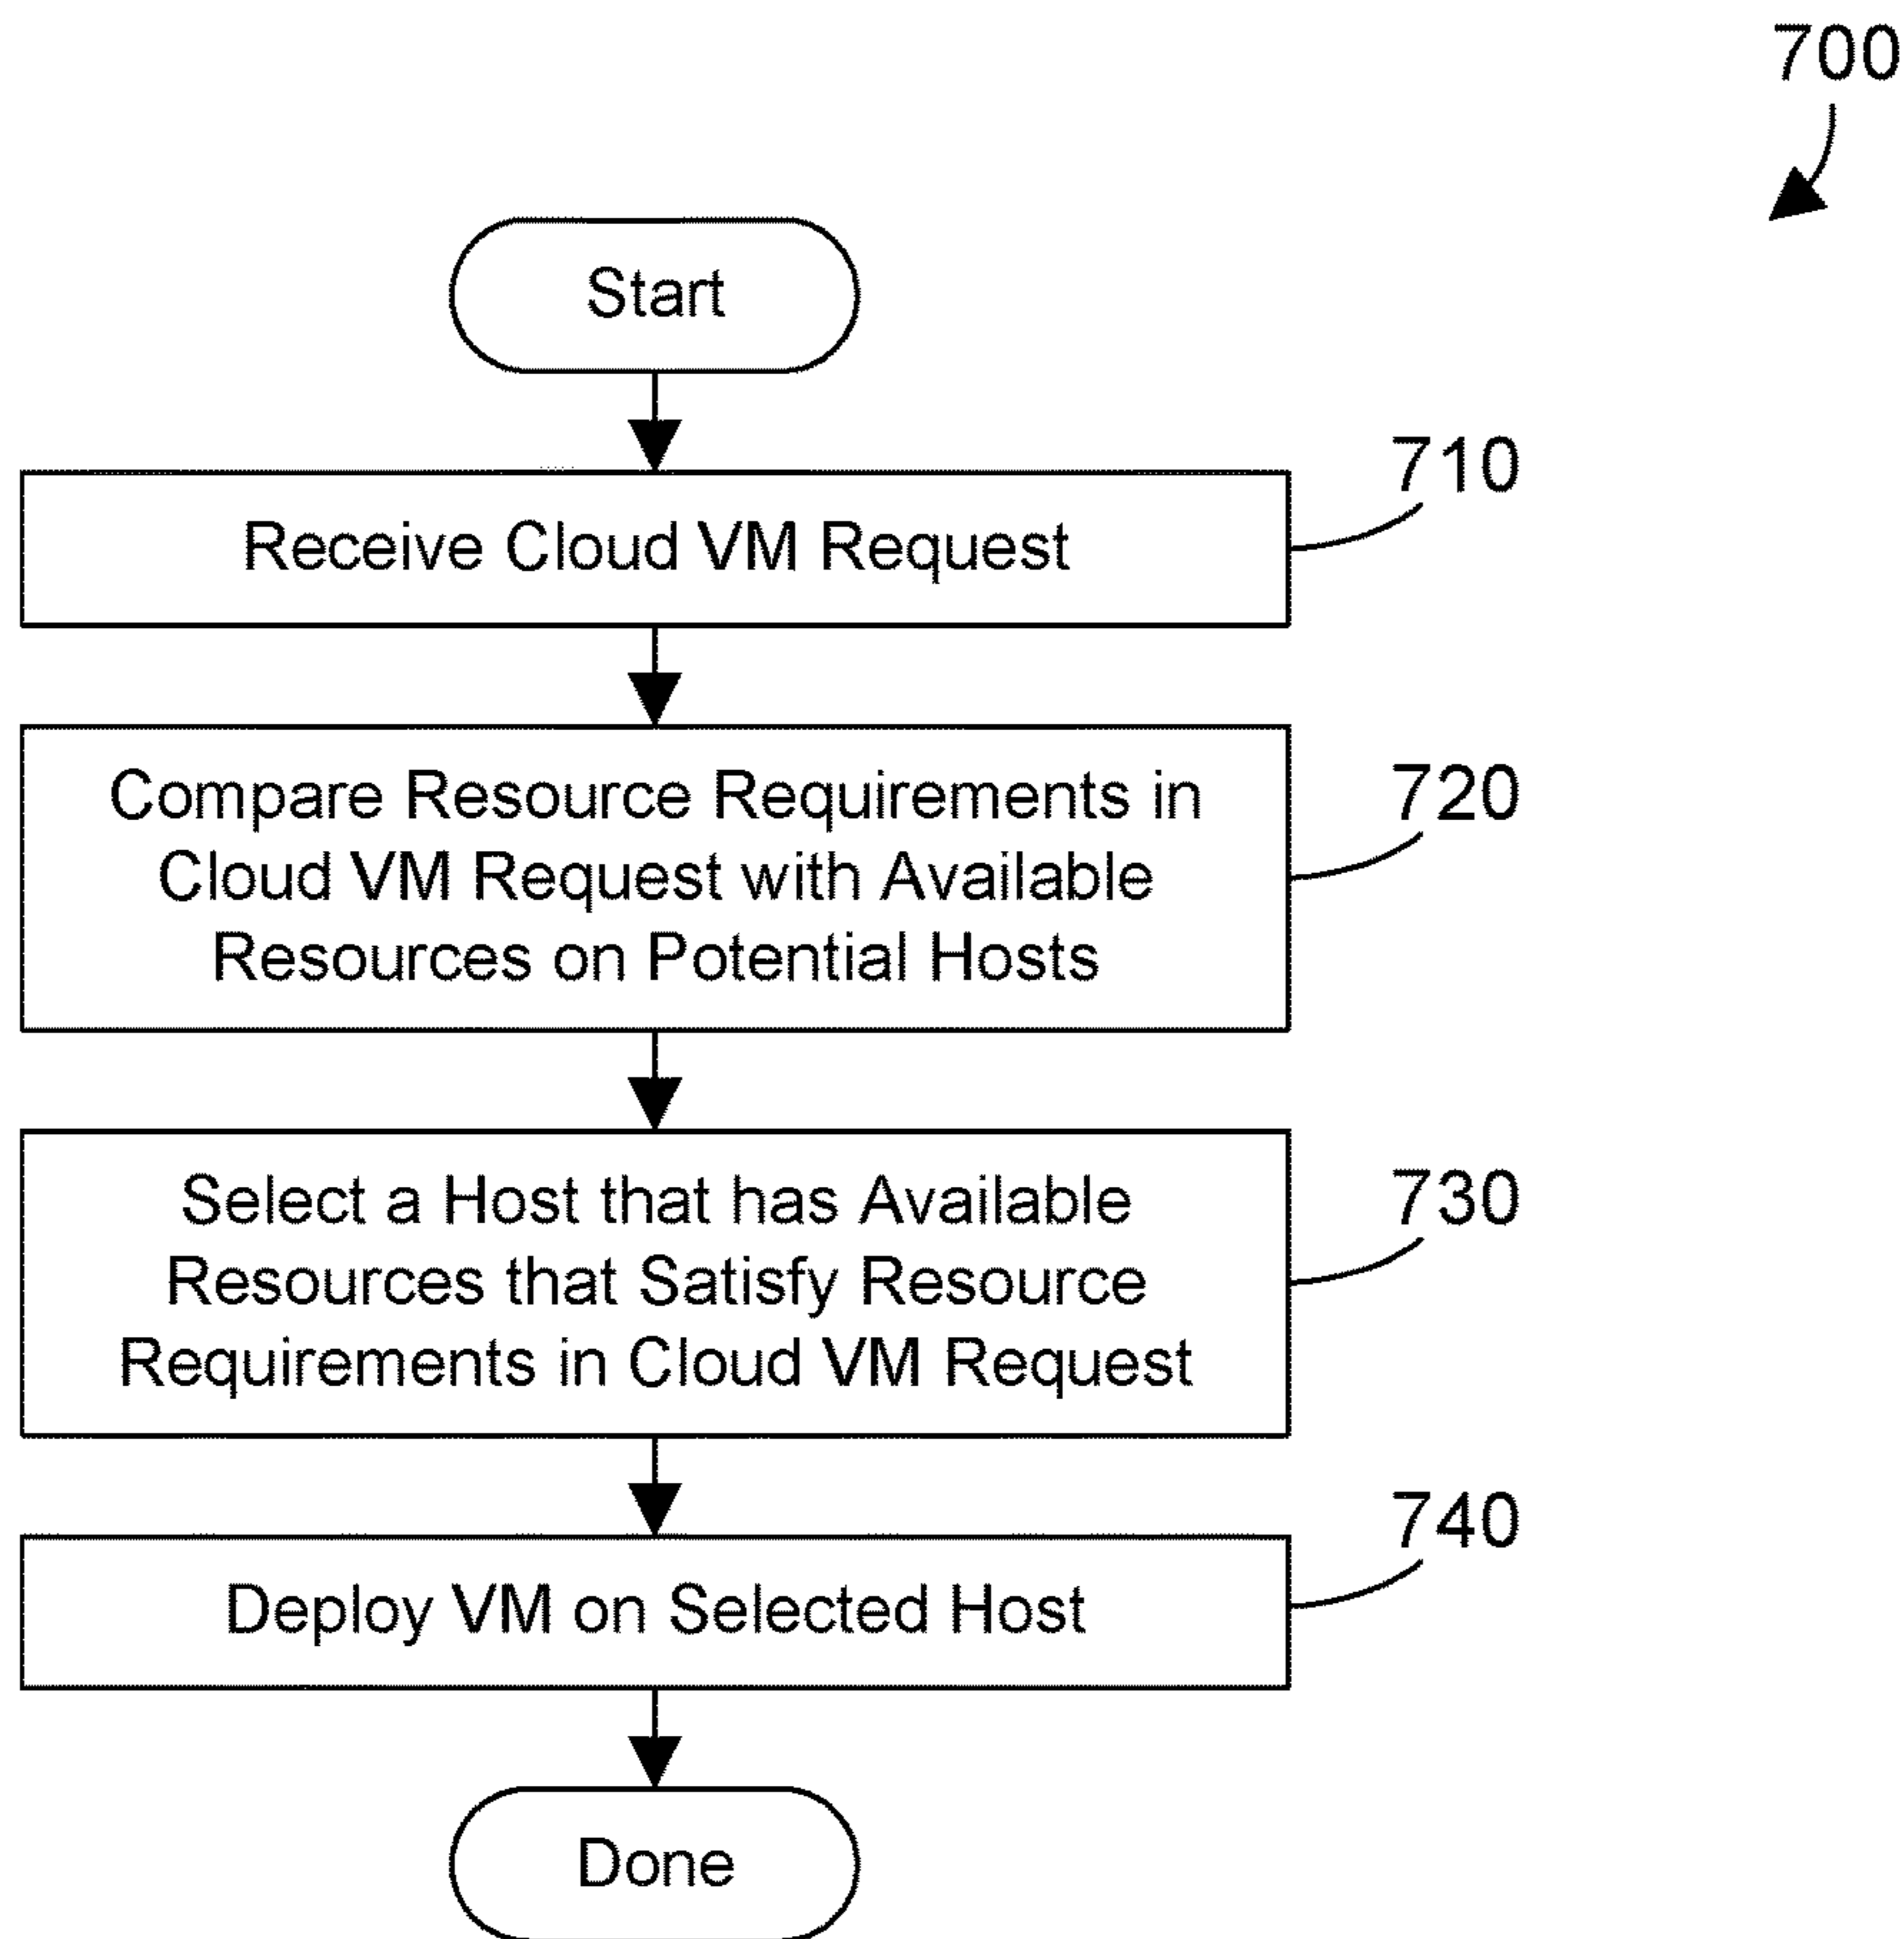 700
Start
710
Receive Cloud VM Request
720
Compare Resource Requirements in
Cloud VM Request with Available
Resources on Potential Hosts
730
Select a Host that has Available
Resources that Satisfy Resource
Requirements in Cloud VM Request
740
Deploy VM on Selected Host
Done